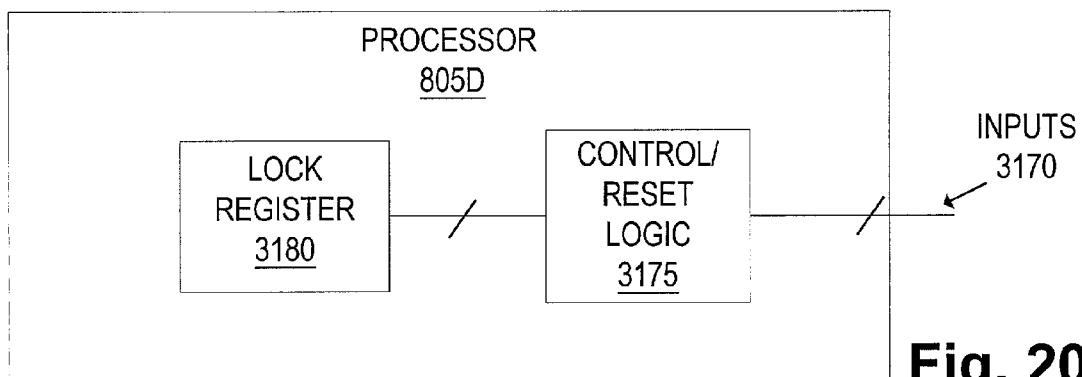 PROCESSOR
805D
LOCK
REGISTER
3180
CONTROL/
RESET
LOGIC
3175
INPUTS
3170
Fig. 20